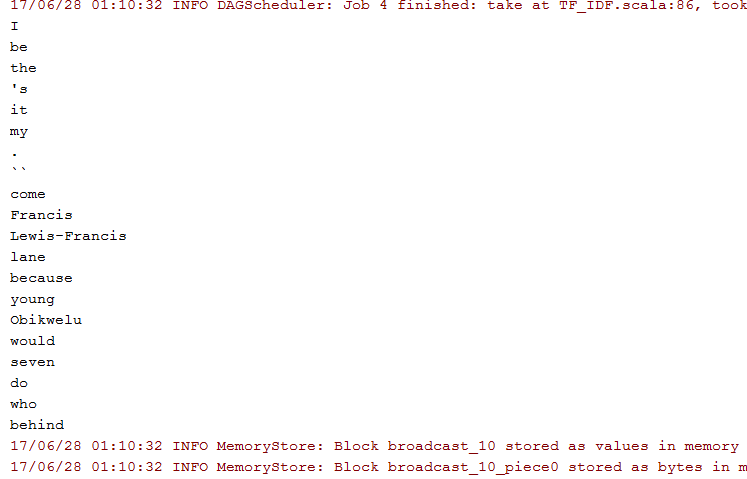 17/06/28 01:10:32 INFO DAGScheduler: Job 4 finished: take at TF_IDF.scala:86, took
I
be
the
's
it
my
.
``
come
Francis
Lewis-Francis
lane
because
young
Obikwelu
would
seven
do
who
behind
17/06/28 01:10:32 INFO MemoryStore: Block broadcast_10 stored as values in memory
17/06/28 01:10:32 INFO MemoryStore: Block broadcast_10_piece0 stored as bytes in m